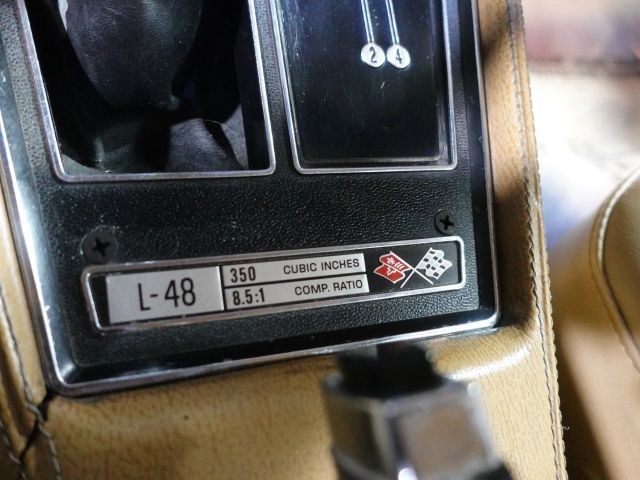 2 4
L-48
350 CUBIC INCHES
8.5:1 COMP. RATIO